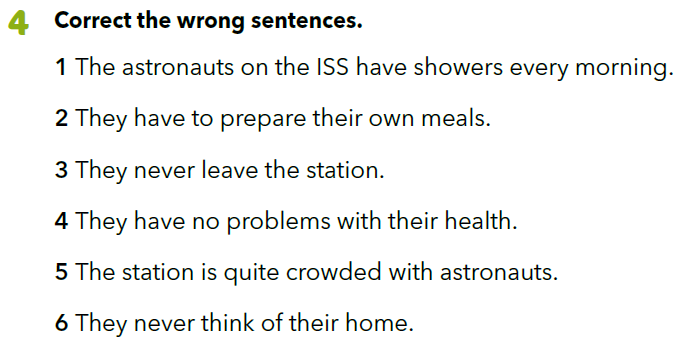 4 Correct the wrong sentences.
1 The astronauts on the ISS have showers every morning.
2 They have to prepare their own meals.
3 They never leave the station.
4 They have no problems with their health.
5 The station is quite crowded with astronauts.
6 They never think of their home.